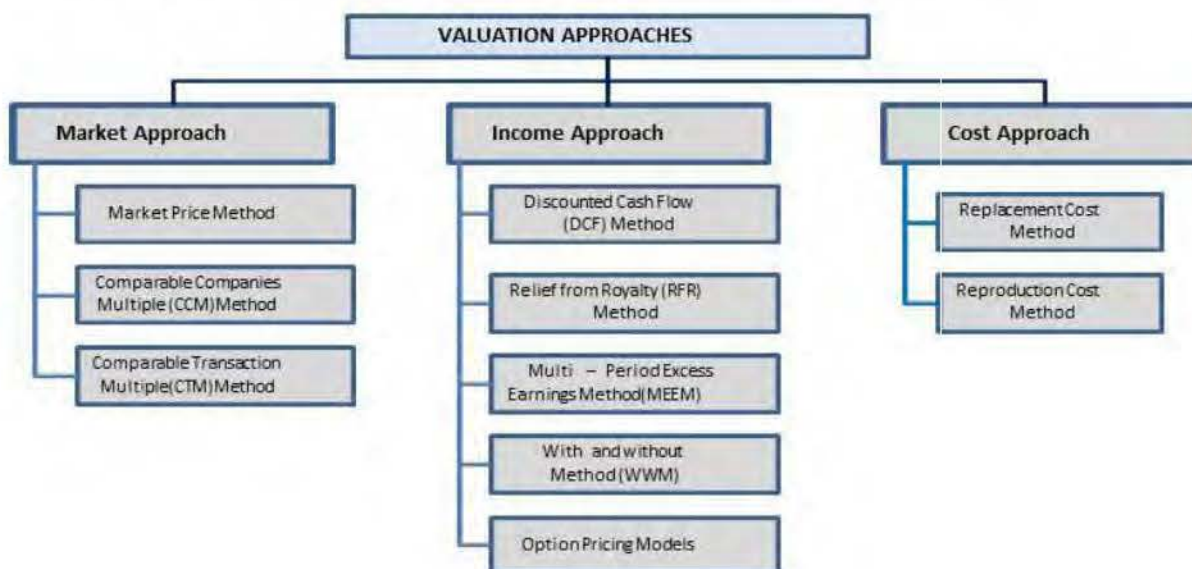 VALUATION APPROACHES
Market Approach
Market Price Method
Comparable Companies
Multiple (CCM) Method
Comparable Transaction
Multiple(CTM) Method
Income Approach
Discounted Cash Flow
(DCF) Method
Relief from Royalty (RFR)
Method
Multi – Period Excess
Earnings Method(MEEM)
With and without
Method (WWM)
Option Pricing Models
Cost Approach
Replacement Cost
Method
Reproduction Cost
Method